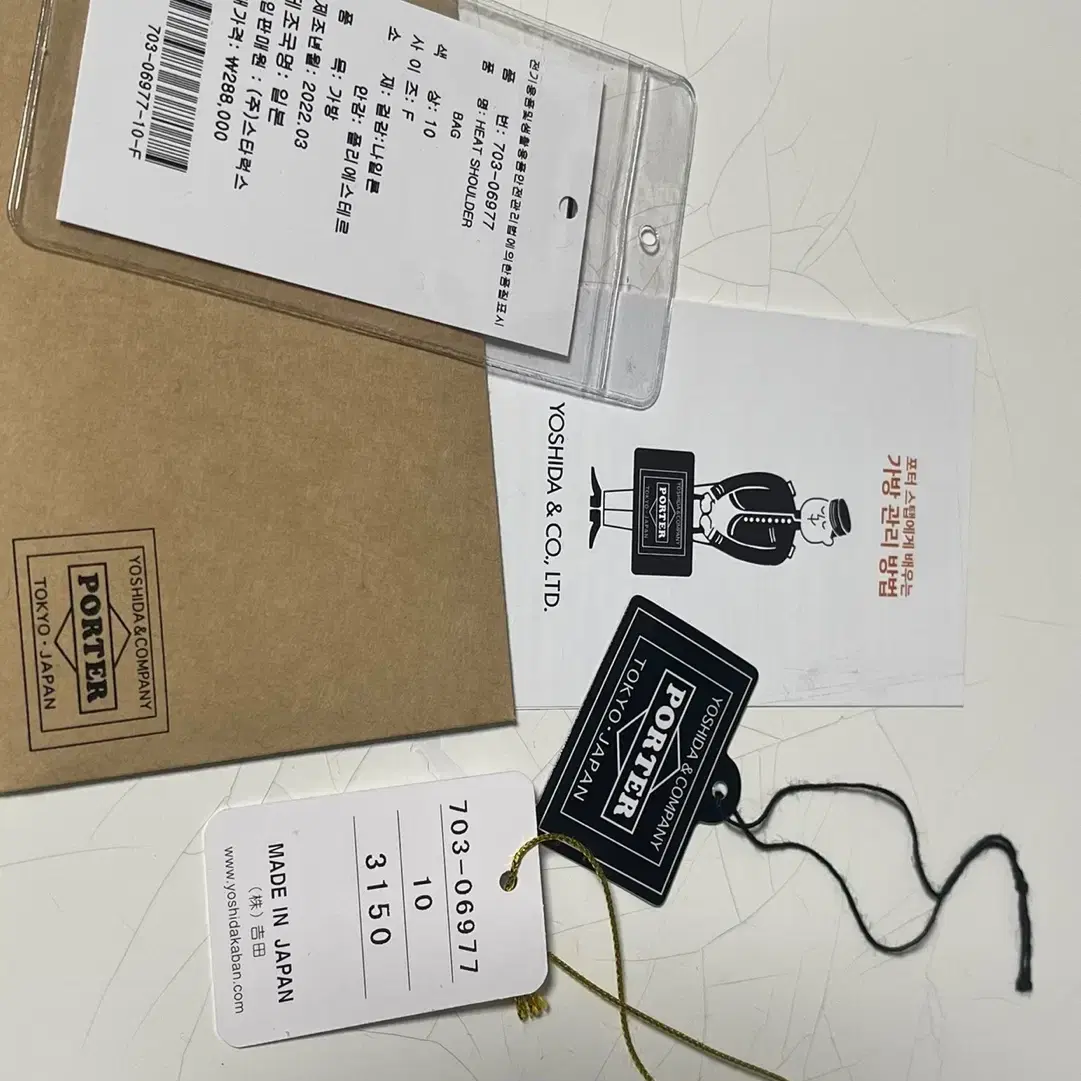 전기용품및생활용품안전관리법에의한품질표시
품 번: 703-06977
품 명: HEAT SHOULDER
BAG
색 상: 10
사 이 즈: F
소 재: 겉감:나일론
안감: 폴리에스테르
품 목: 가방
제조년월: 2022.03
제조국명: 일본
입판매원 : (주)스타럭스
매가격: ₩288,000
703-06977-10-F
포터 스탭에게 배우는
가방 관리 방법
YOSHIDA & COMPANY
PORTER
TOKYO・JAPAN
YOSHIDA & CO., LTD.
YOSHIDA & COMPANY
PORTER
TOKYO・JAPAN
YOSHIDA & COMPANY
PORTER
TOKYO・JAPAN
703-06977
10
3150
MADE IN JAPAN
(株)吉田
www.yoshidakaban.com